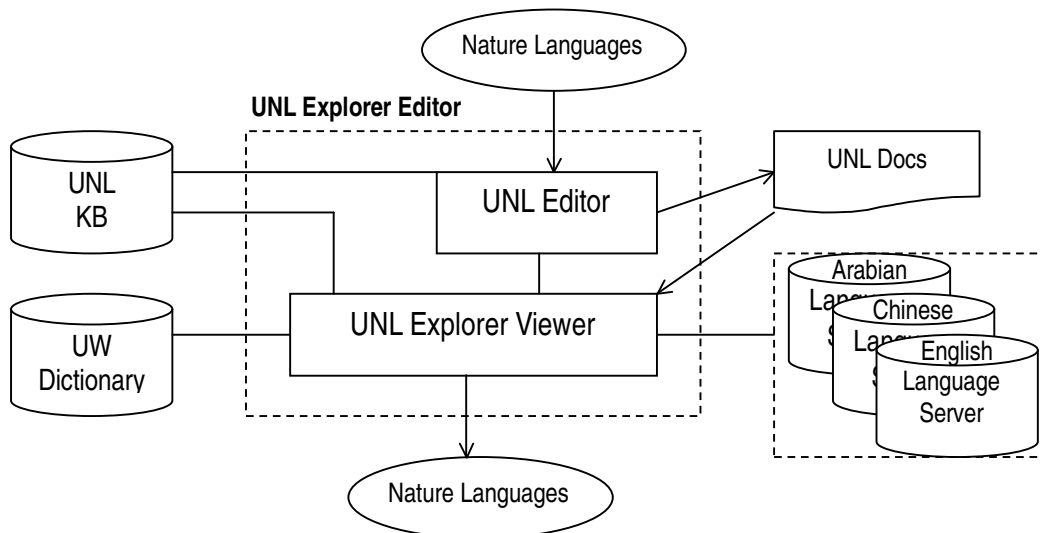 Nature Languages
UNL Explorer Editor
UNL
KB
UNL Editor
UNL Docs
UW
Dictionary
UNL Explorer Viewer
Arabian
Chinese
English
Language
Server
Nature Languages